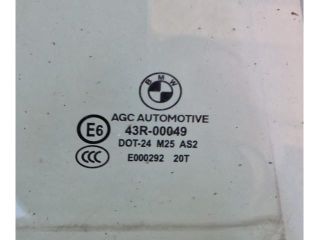 BMW
AGC AUTOMOTIVE
E6 43R-00049
DOT-24 M25 AS2
CCC E000292 20T